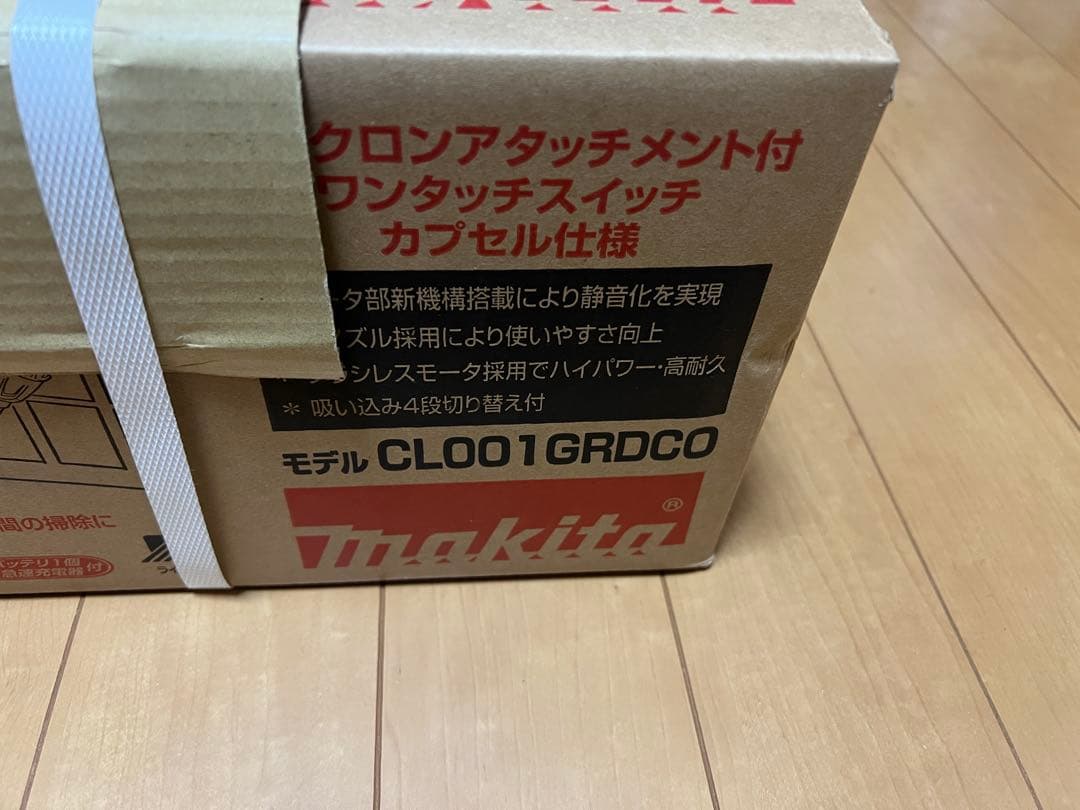 クロンアタッチメント付
ワンタッチスイッチ
カプセル仕様
タ部新機構搭載により静音化を実現
ズル採用により使いやすさ向上
シレスモータ採用でハイパワー・高耐久
* 吸い込み4段切り替え付
モデル CL001GRDCO
makita®
間の掃除に
バッテリ1個
急速充電器付